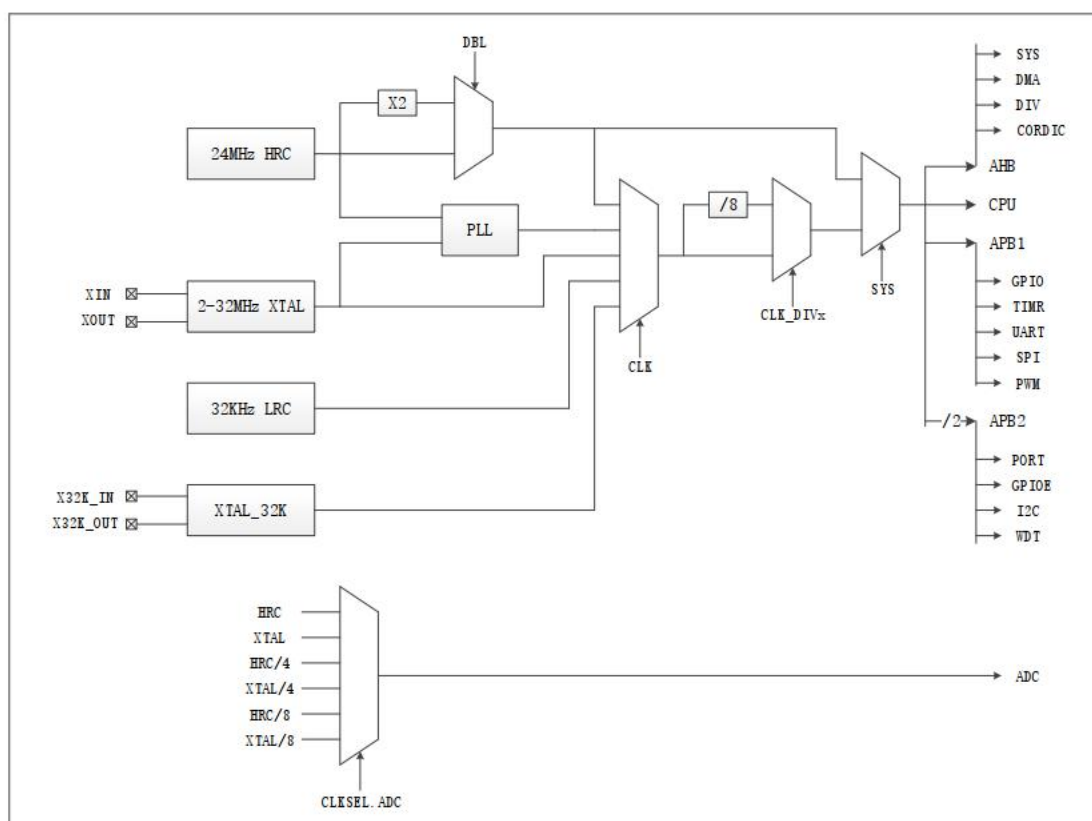 DBL
X2
24MHz HRC
PLL
XIN
XOUT
2-32MHz XTAL
32KHz LRC
X32K_IN
X32K_OUT
XTAL_32K
CLK
/8
CLK_DIVx
SYS
SYS
DMA
DIV
CORDIC
AHB
CPU
APB1
GPIO
TIMR
UART
SPI
PWM
/2
APB2
PORT
GPIOE
I2C
WDT
HRC
XTAL
HRC/4
XTAL/4
HRC/8
XTAL/8
CLKSEL.ADC
ADC